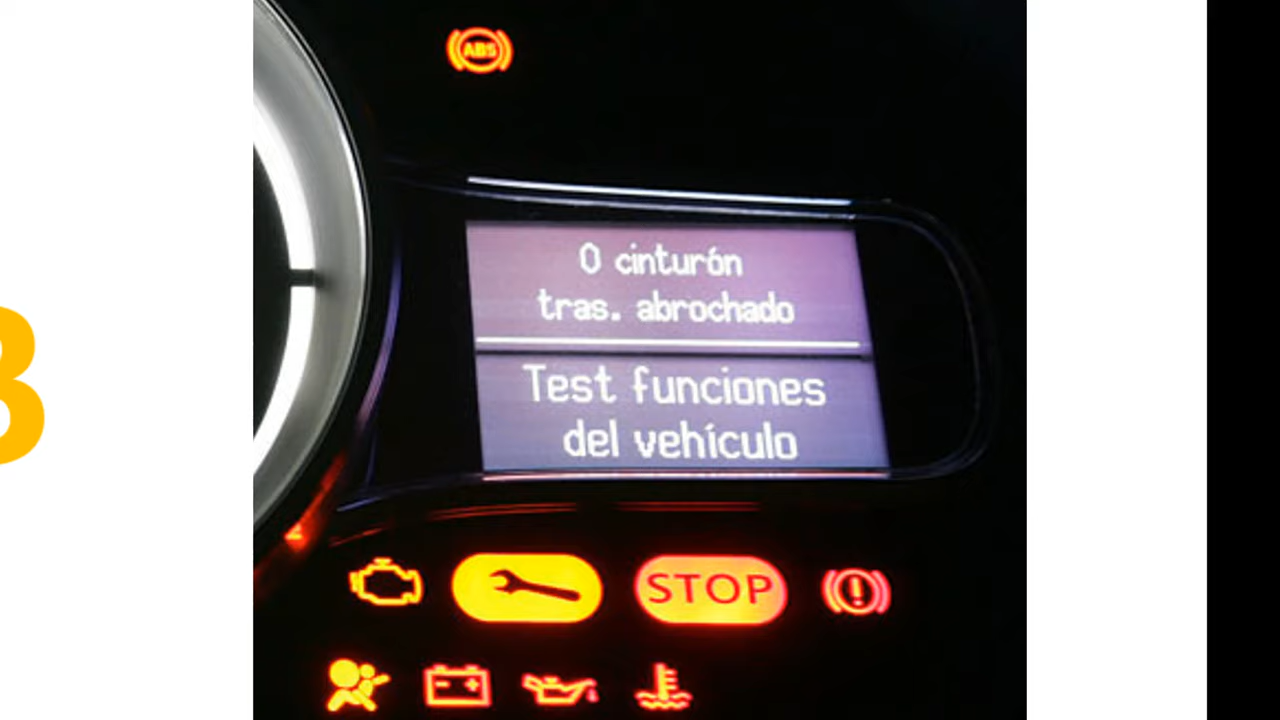 ABS
0 cinturón
tras. abrochado
Test funciones
del vehículo
STOP